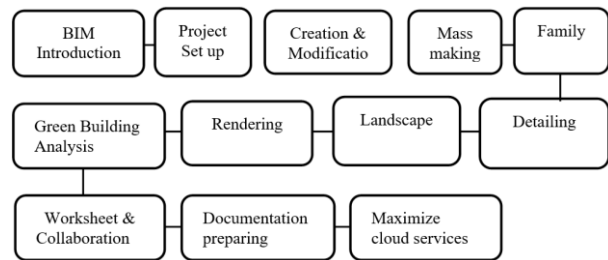 BIM
Introduction
Project
Set up
Creation &
Modificatio
Mass
making
Family
Green Building
Analysis
Rendering
Landscape
Detailing
Worksheet &
Collaboration
Documentation
preparing
Maximize
cloud services